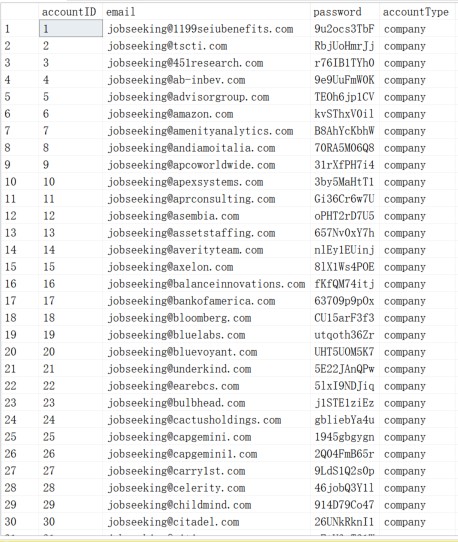 accountID email password accountType
1 1 jobseeking@1199seiubenefits.com 9u2ocs3TbF company
2 2 jobseeking@tscti.com RbjUoHmrJj company
3 3 jobseeking@451research.com r76IB1TYh0 company
4 4 jobseeking@ab-inbev.com 9e9UuFmW0K company
5 5 jobseeking@advisorgroup.com TEOh6jp1CV company
6 6 jobseeking@amazon.com kvSThxV0il company
7 7 jobseeking@amenityanalytics.com B8AhYcKbhW company
8 8 jobseeking@andiamoitalia.com 70RA5M06Q8 company
9 9 jobseeking@apcoworldwide.com 31rXfPH7i4 company
10 10 jobseeking@apexsystems.com 3by5MaHtT1 company
11 11 jobseeking@aprconsulting.com Gi36Cr6w7U company
12 12 jobseeking@asembia.com oPHT2rD7U5 company
13 13 jobseeking@assetstaffing.com 657Nv0xY7h company
14 14 jobseeking@averityteam.com nlEy1EUinj company
15 15 jobseeking@axelon.com 81X1Ws4POE company
16 16 jobseeking@balanceinnovations.com fKfQM74itj company
17 17 jobseeking@bankofamerica.com 63709p9p0x company
18 18 jobseeking@bloomberg.com CU15arF3f3 company
19 19 jobseeking@bluelabs.com utqoth36Zr company
20 20 jobseeking@bluevoyant.com UHT5U0M5K7 company
21 21 jobseeking@underkind.com 5E22JAnQPw company
22 22 jobseeking@earebcs.com 5lxI9NDJiq company
23 23 jobseeking@bulbhead.com j1STE1ziEz company
24 24 jobseeking@cactusholdings.com gbliebYa4u company
25 25 jobseeking@capgemini.com 1945gbgygn company
26 26 jobseeking@capgemini1.com 2Q04FmB65r company
27 27 jobseeking@carry1st.com 9LdS1Q2s0p company
28 28 jobseeking@celerity.com 46jobQ3Y1l company
29 29 jobseeking@childmind.com 914D79Co47 company
30 30 jobseeking@citadel.com 26UNkRknI1 company